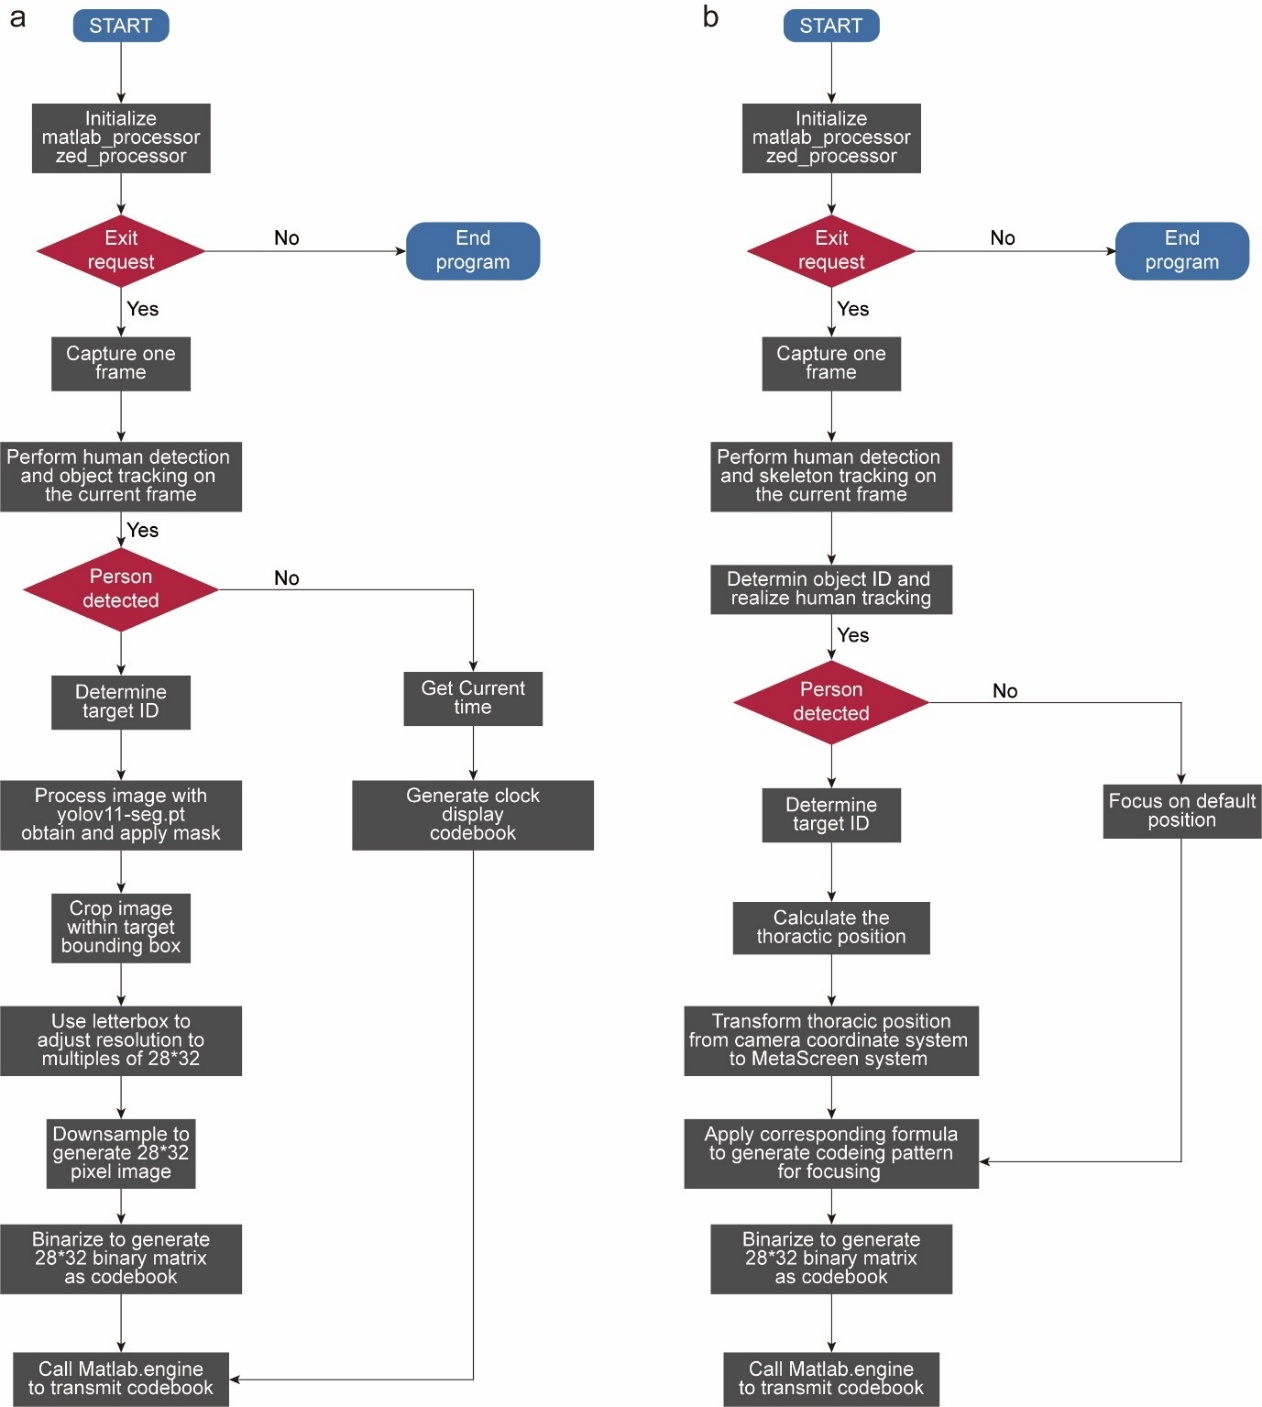 a
START
Initialize
matlab_processor
zed_processor
Exit
request
No
End
program
Yes
Capture one
frame
Perform human detection
and object tracking on
the current frame
Yes
Person
detected
No
Determine
target ID
Get Current
time
Process image with
yolov11-seg.pt
obtain and apply mask
Generate clock
display
codebook
Crop image
within target
bounding box
Use letterbox to
adjust resolution to
multiples of 28*32
Downsample to
generate 28*32
pixel image
Binarize to generate
28*32 binary matrix
as codebook
Call Matlab.engine
to transmit codebook
b
START
Initialize
matlab_processor
zed_processor
Exit
request
No
End
program
Yes
Capture one
frame
Perform human detection
and skeleton tracking on
the current frame
Determin object ID and
realize human tracking
Yes
Person
detected
No
Determine
target ID
Focus on default
position
Calculate the
thoractic position
Transform thoracic position
from camera coordinate system
to MetaScreen system
Apply corresponding formula
to generate codeing pattern
for focusing
Binarize to generate
28*32 binary matrix
as codebook
Call Matlab.engine
to transmit codebook